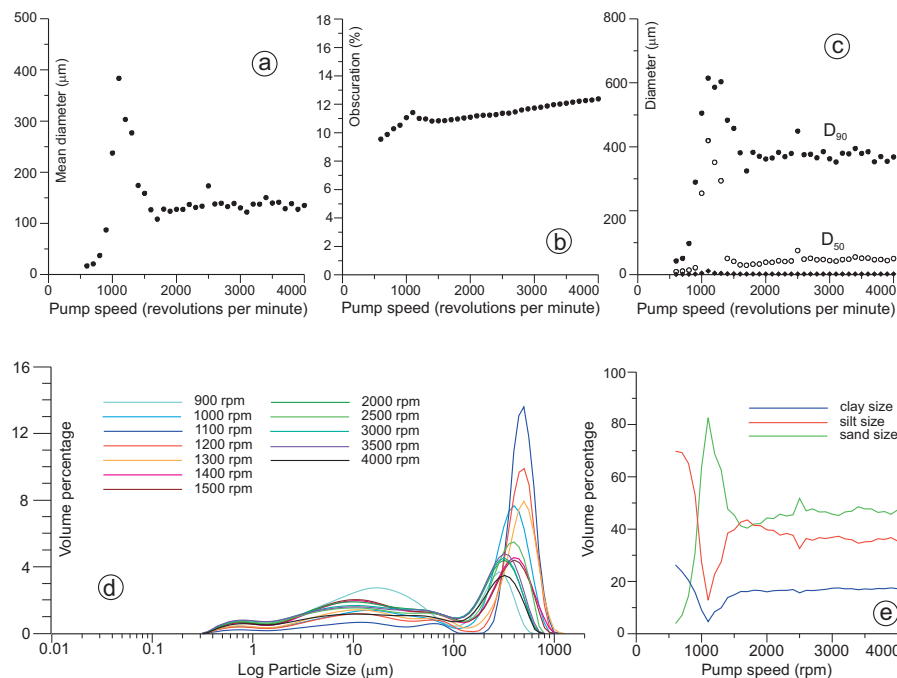 500
400
300
200
100
0
Mean diameter (µm)
a
0 1000 2000 3000 4000
Pump speed (revolutions per minute)
18
16
14
12
10
8
6
4
2
0
Obscuration (%)
b
0 1000 2000 3000 4000
Pump speed (revolutions per minute)
800
600
400
200
0
Diameter (µm)
c
D90
D50
0 1000 2000 3000 4000
Pump speed (revolutions per minute)
16
12
8
4
0
Volume percentage
900 rpm
1000 rpm
1100 rpm
1200 rpm
1300 rpm
1400 rpm
1500 rpm
2000 rpm
2500 rpm
3000 rpm
3500 rpm
4000 rpm
d
0.01 0.1 1 10 100 1000
Log Particle Size (µm)
100
80
60
40
20
0
Volume percentage
clay size
silt size
sand size
e
0 1000 2000 3000 4000
Pump speed (rpm)